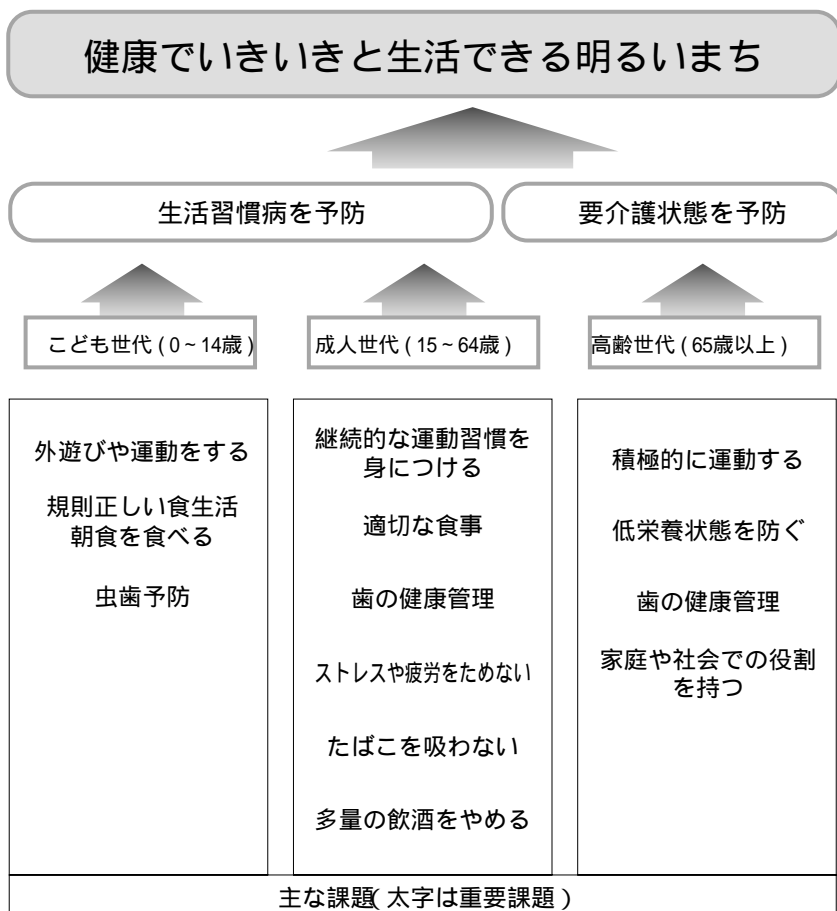 健康でいきいきと生活できる明るいまち
生活習慣病を予防
要介護状態を予防
こども世代(0~14歳)
成人世代(15~64歳)
高齢世代(65歳以上)
外遊びや運動をする
規則正しい食生活
朝食を食べる
虫歯予防
継続的な運動習慣を
身につける
適切な食事
歯の健康管理
ストレスや疲労をためない
たばこを吸わない
多量の飲酒をやめる
積極的に運動する
低栄養状態を防ぐ
歯の健康管理
家庭や社会での役割
を持つ
主な課題(太字は重要課題)